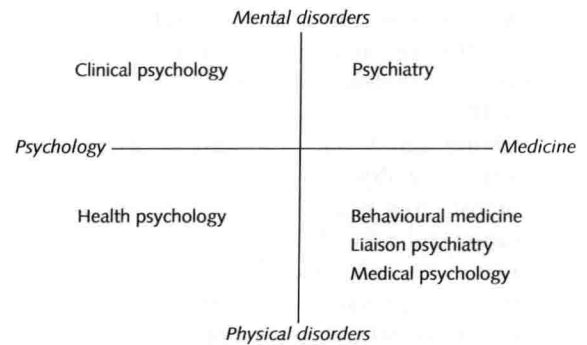 Mental disorders
Clinical psychology Psychiatry
Psychology Medicine
Health psychology Behavioural medicine
Liaison psychiatry
Medical psychology
Physical disorders